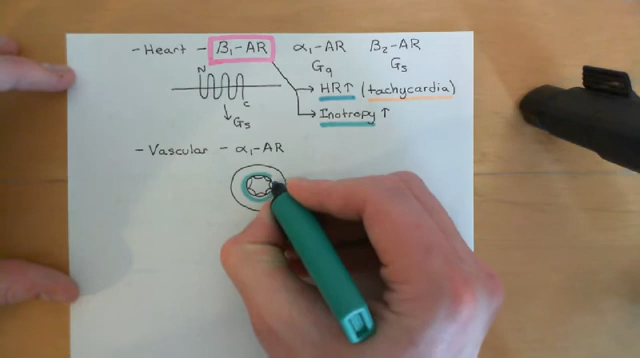 - Heart - β₁-AR α₁-AR β₂-AR
Gq Gs
N
C
→ HR↑ (tachycardia)
→ Inotropy ↑
↓ Gs
- Vascular - α₁-AR